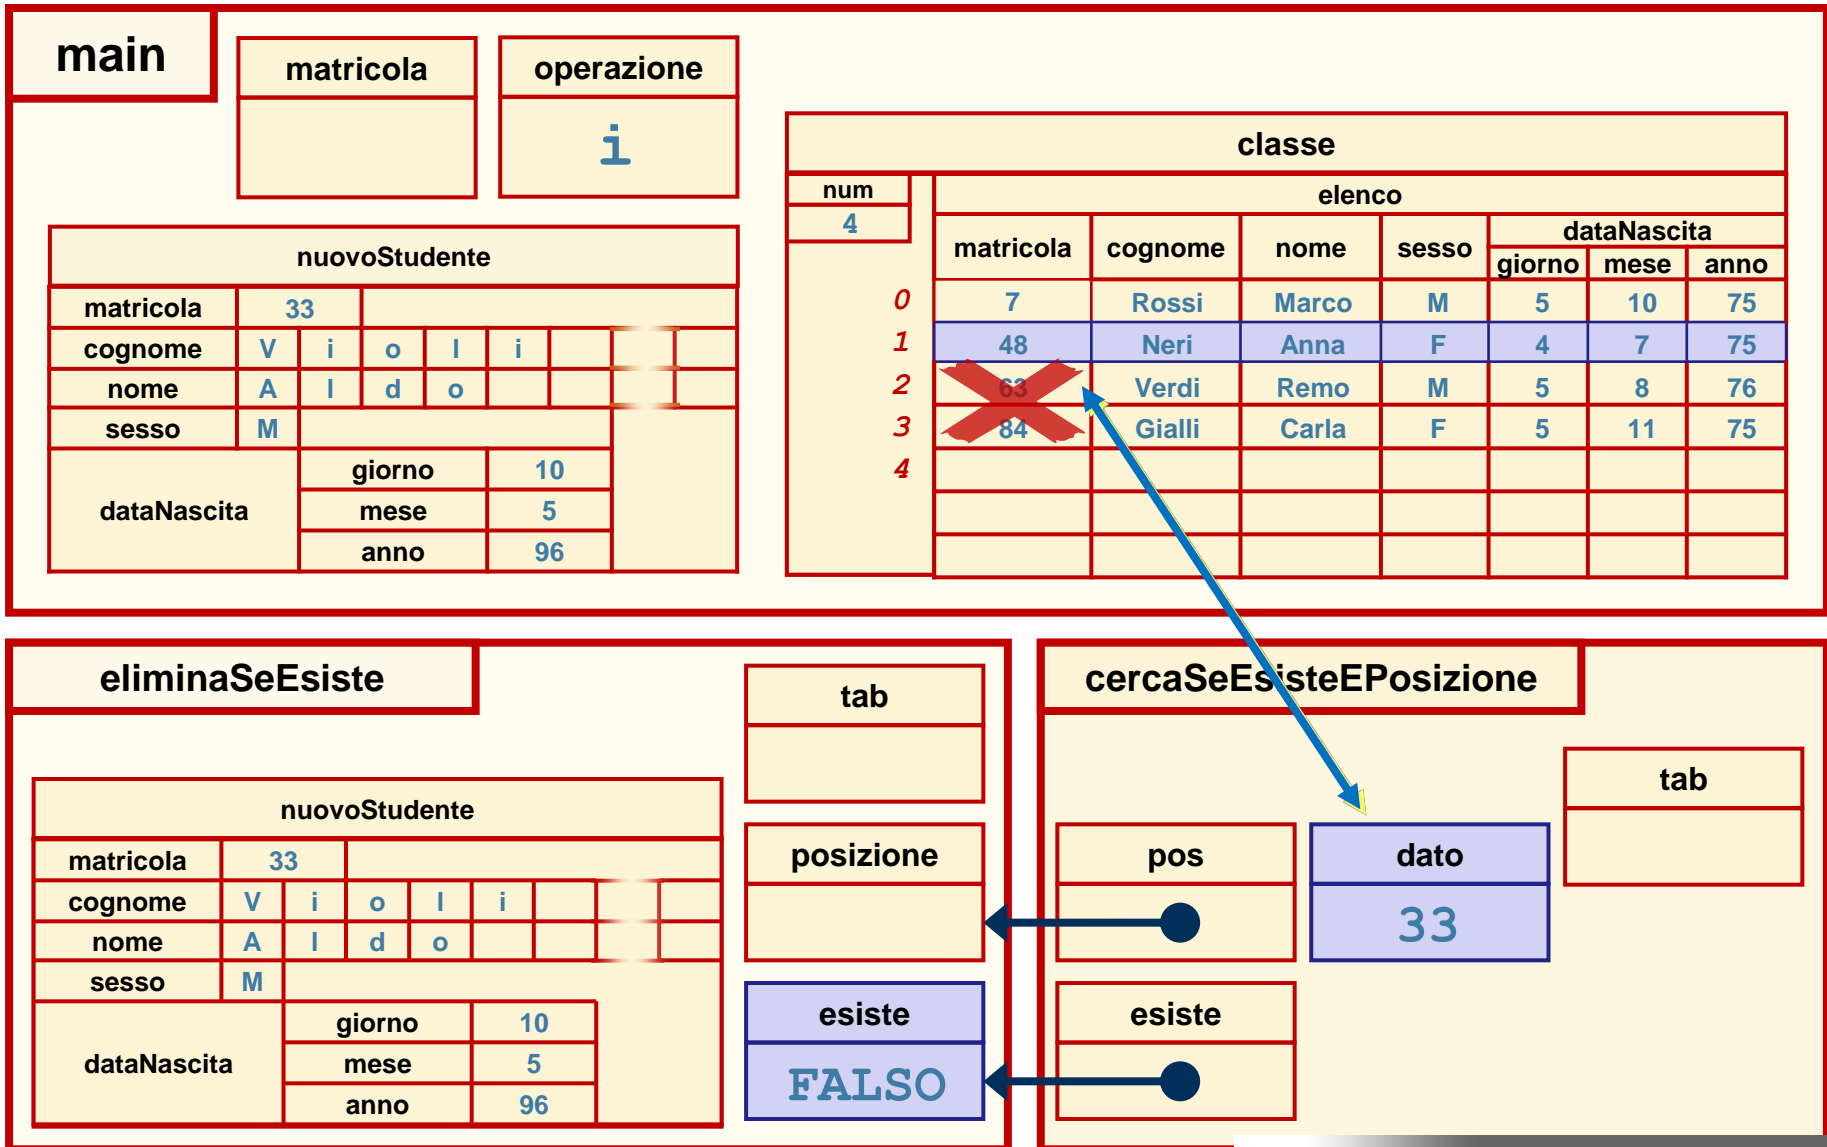 main
matricola
operazione
i
classe
num
elenco
4
matricola cognome nome sesso dataNascita
giorno mese anno
0 7 Rossi Marco M 5 10 75
1 48 Neri Anna F 4 7 75
2 63 Verdi Remo M 5 8 76
3 84 Gialli Carla F 5 11 75
4
nuovoStudente
matricola 33
cognome V i o l i
nome A l d o
sesso M
dataNascita
giorno 10
mese 5
anno 96
eliminaSeEsiste
tab
nuovoStudente
matricola 33
cognome V i o l i
nome A l d o
sesso M
dataNascita
giorno 10
mese 5
anno 96
posizione
esiste
FALSO
cercaSeEsisteEPosizione
tab
pos
dato
33
esiste